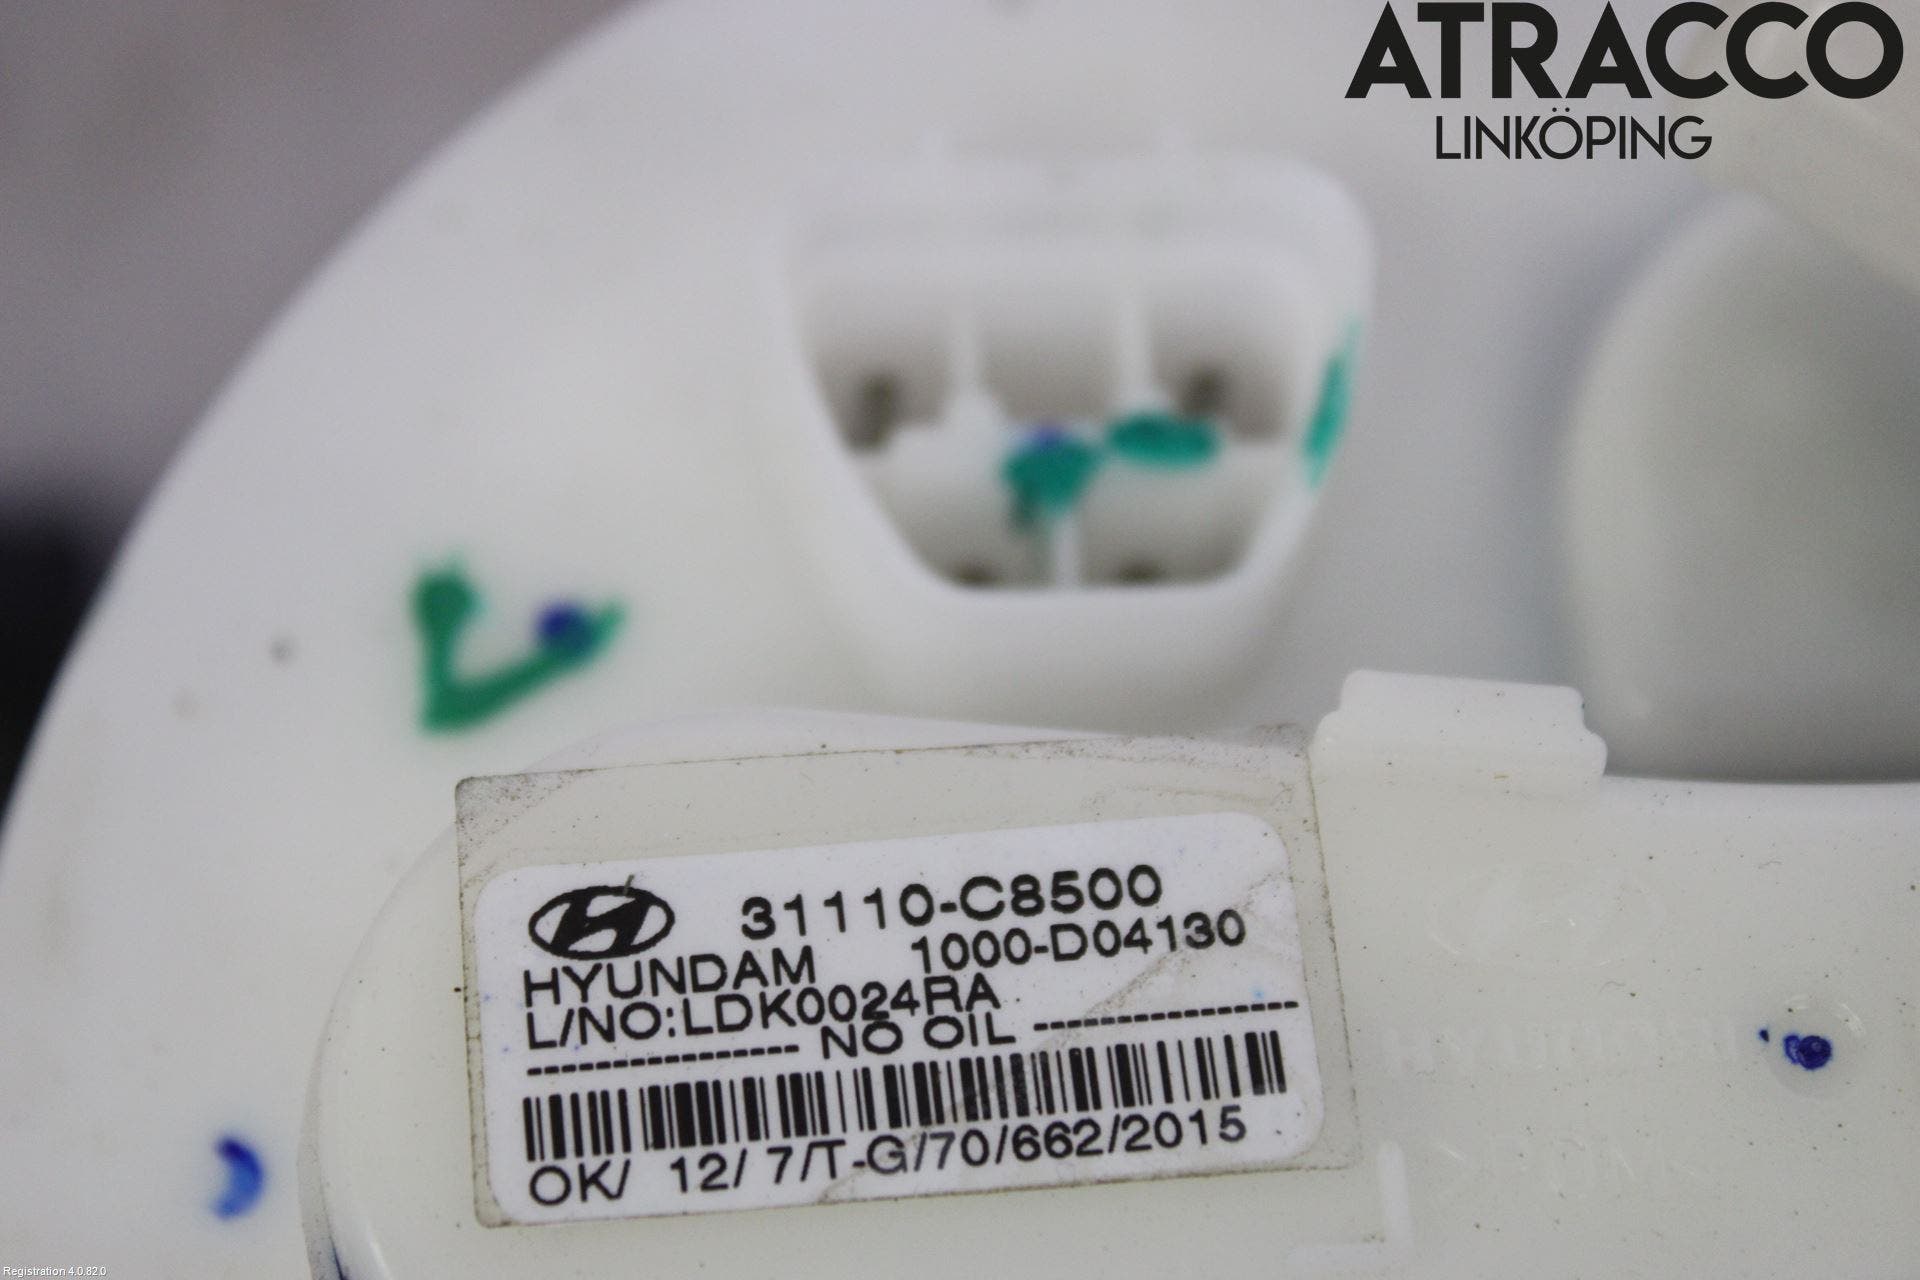 ATRACCO
LINKÖPING
31110-C8500
HYUNDAM 1000-D04130
L/NO:LDK0024RA
--------------- NO OIL ---------------
OK/ 12/ 7/T-G/70/662/2015
Registration 4.0.82.0